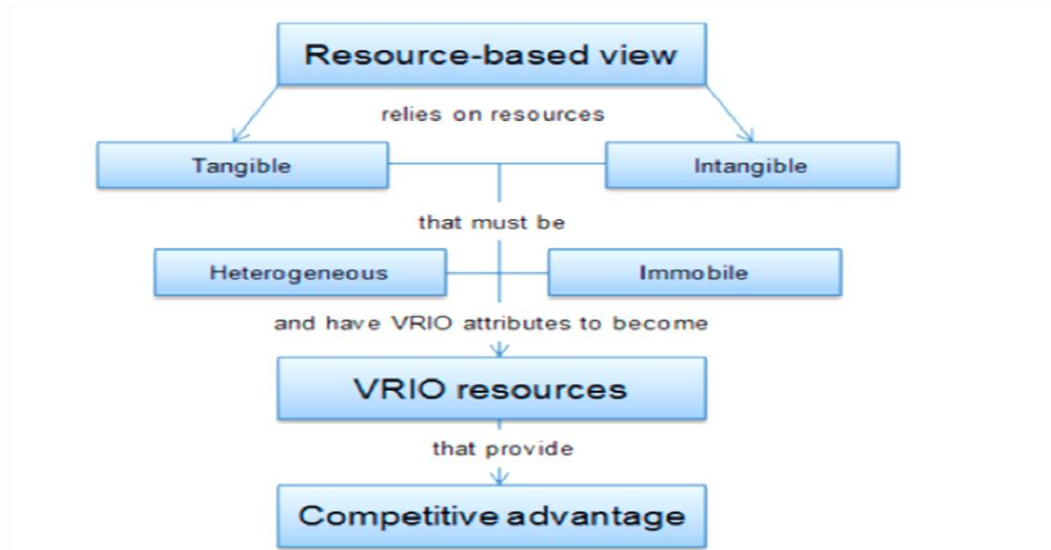 Resource-based view
relies on resources
Tangible
Intangible
that must be
Heterogeneous
Immobile
and have VRIO attributes to become
VRIO resources
that provide
Competitive advantage